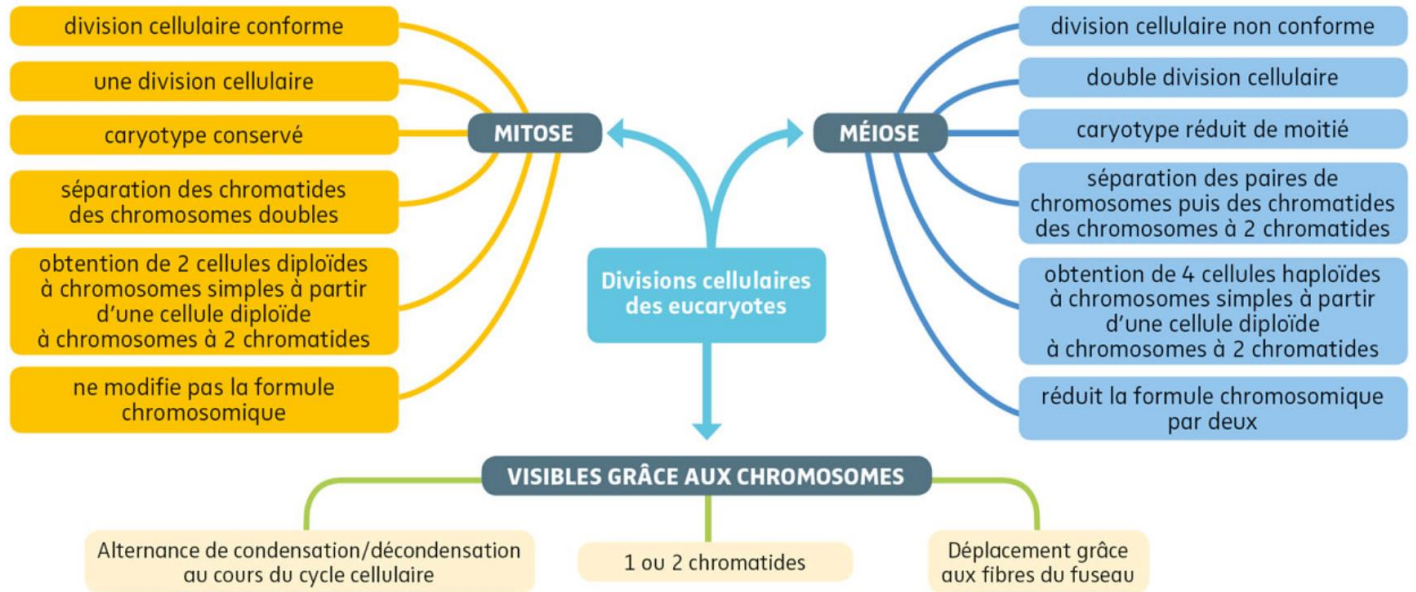 division cellulaire conforme
une division cellulaire
caryotype conservé
séparation des chromatides
des chromosomes doubles
obtention de 2 cellules diploïdes
à chromosomes simples à partir
d'une cellule diploïde
à chromosomes à 2 chromatides
ne modifie pas la formule
chromosomique
MITOSE
Divisions cellulaires
des eucaryotes
MÉIOSE
division cellulaire non conforme
double division cellulaire
caryotype réduit de moitié
séparation des paires de
chromosomes puis des chromatides
des chromosomes à 2 chromatides
obtention de 4 cellules haploïdes
à chromosomes simples à partir
d'une cellule diploïde
à chromosomes à 2 chromatides
réduit la formule chromosomique
par deux
VISIBLES GRÂCE AUX CHROMOSOMES
Alternance de condensation/décondensation
au cours du cycle cellulaire
1 ou 2 chromatides
Déplacement grâce
aux fibres du fuseau